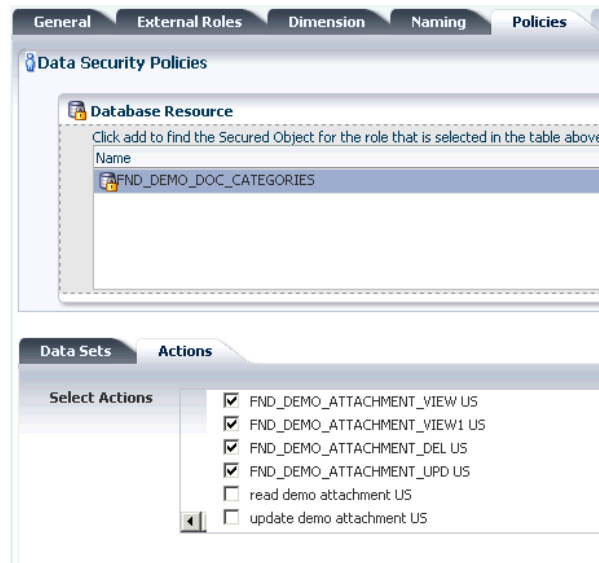 General External Roles Dimension Naming Policies
Data Security Policies
Database Resource
Click add to find the Secured Object for the role that is selected in the table above
Name
FND_DEMO_DOC_CATEGORIES
Data Sets Actions
Select Actions
FND_DEMO_ATTACHMENT_VIEW US
FND_DEMO_ATTACHMENT_VIEW1 US
FND_DEMO_ATTACHMENT_DEL US
FND_DEMO_ATTACHMENT_UPD US
read demo attachment US
update demo attachment US